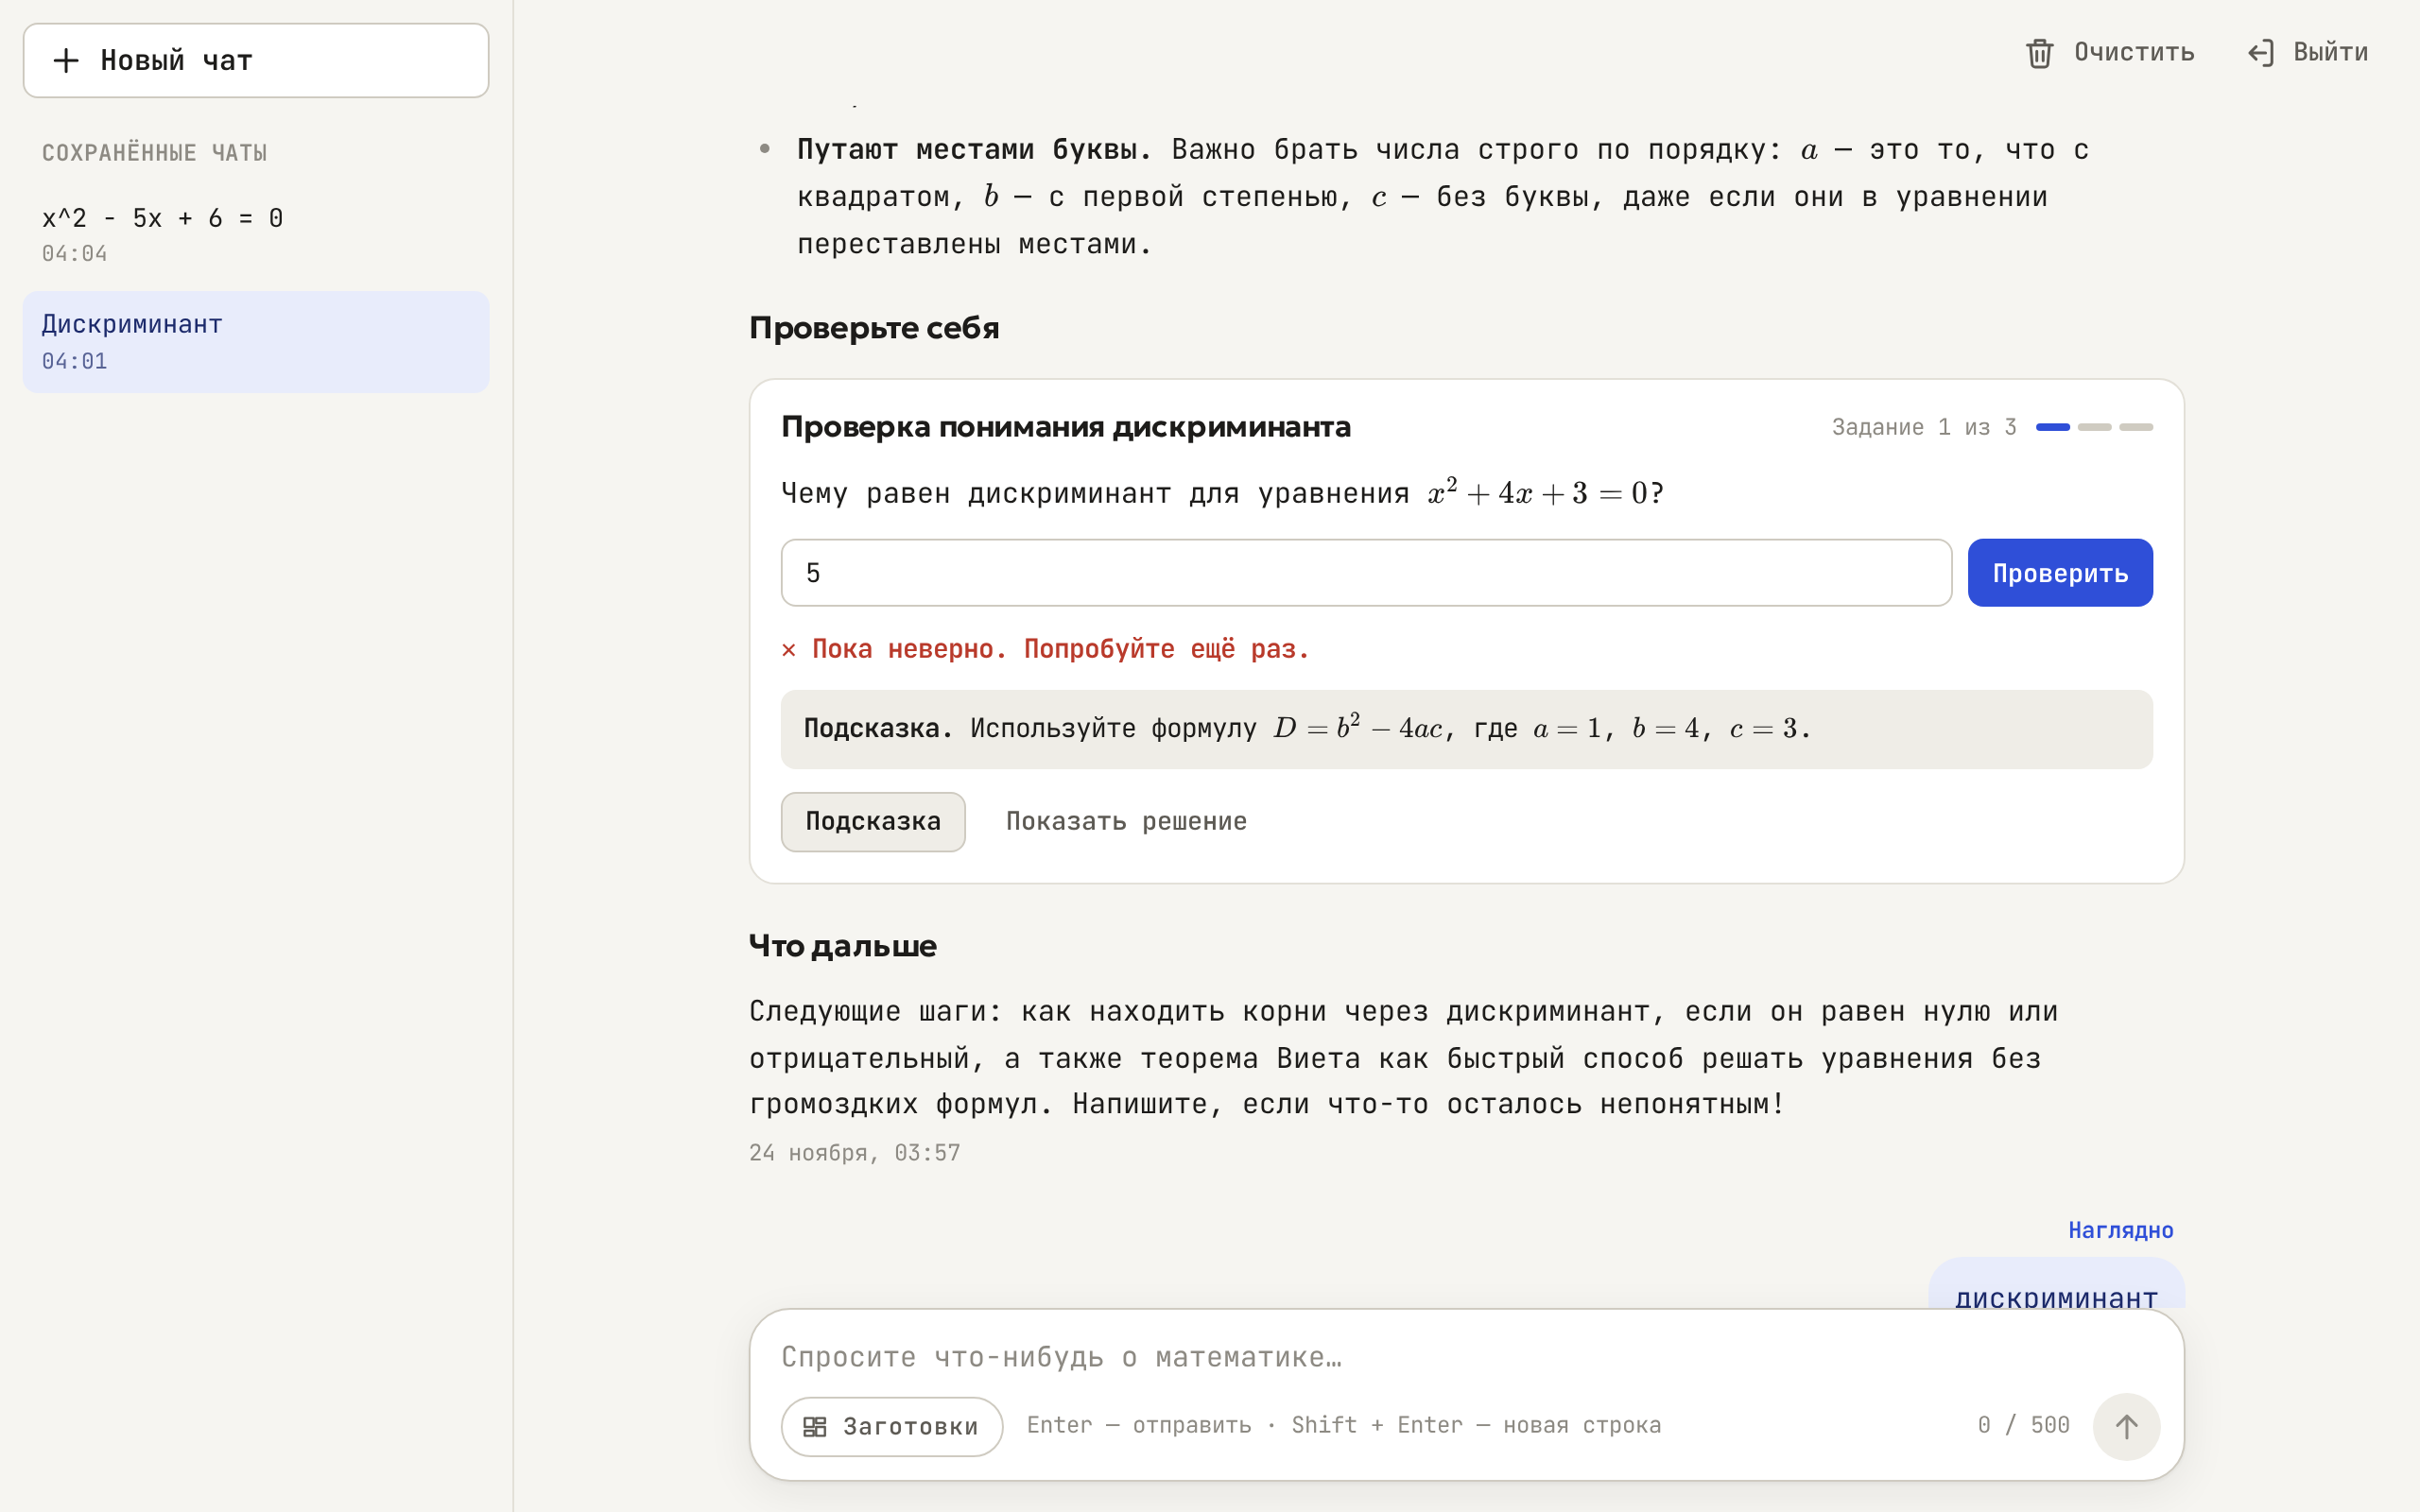 Новый чат
СОХРАНЁННЫЕ ЧАТЫ
x^2 - 5x + 6 = 0
04:04
Дискриминант
04:01
Очистить
Выйти
Путают местами буквы. Важно брать числа строго по порядку: a — это то, что с
квадратом, b — с первой степенью, c — без буквы, даже если они в уравнении
переставлены местами.
Проверьте себя
Проверка понимания дискриминанта
Задание 1 из 3
Чему равен дискриминант для уравнения x² + 4x + 3 = 0?
5
Проверить
× Пока неверно. Попробуйте ещё раз.
Подсказка. Используйте формулу D = b² − 4ac, где a = 1, b = 4, c = 3.
Подсказка
Показать решение
Что дальше
Следующие шаги: как находить корни через дискриминант, если он равен нулю или
отрицательный, а также теорема Виета как быстрый способ решать уравнения без
громоздких формул. Напишите, если что-то осталось непонятным!
24 ноября, 03:57
Наглядно
дискриминант
Спросите что-нибудь о математике…
Заготовки
Enter — отправить · Shift + Enter — новая строка
0 / 500